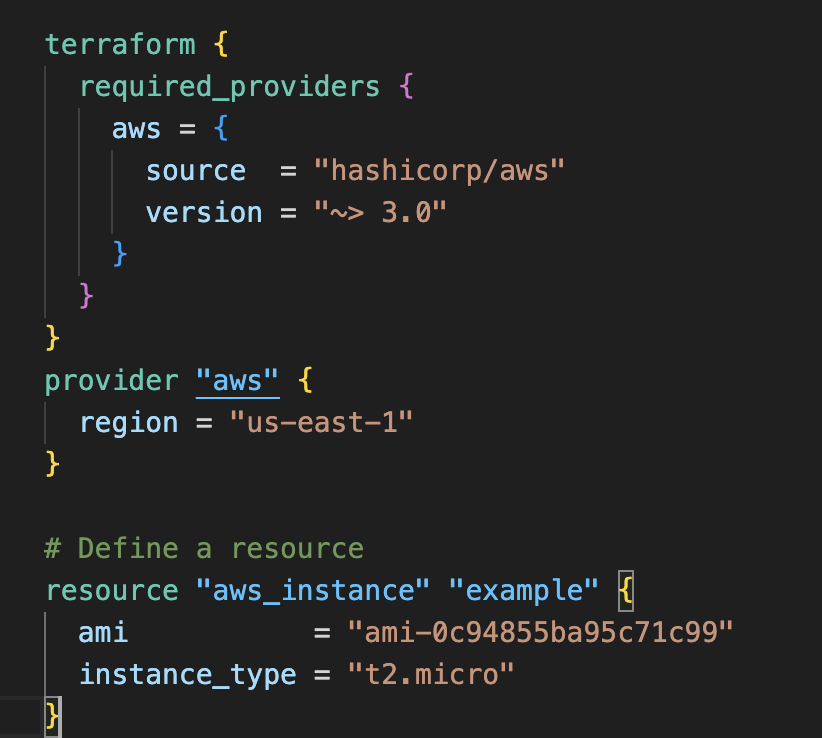 terraform {
  required_providers {
    aws = {
      source  = "hashicorp/aws"
      version = "~> 3.0"
    }
  }
}
provider "aws" {
  region = "us-east-1"
}

# Define a resource
resource "aws_instance" "example" {
  ami           = "ami-0c94855ba95c71c99"
  instance_type = "t2.micro"
}